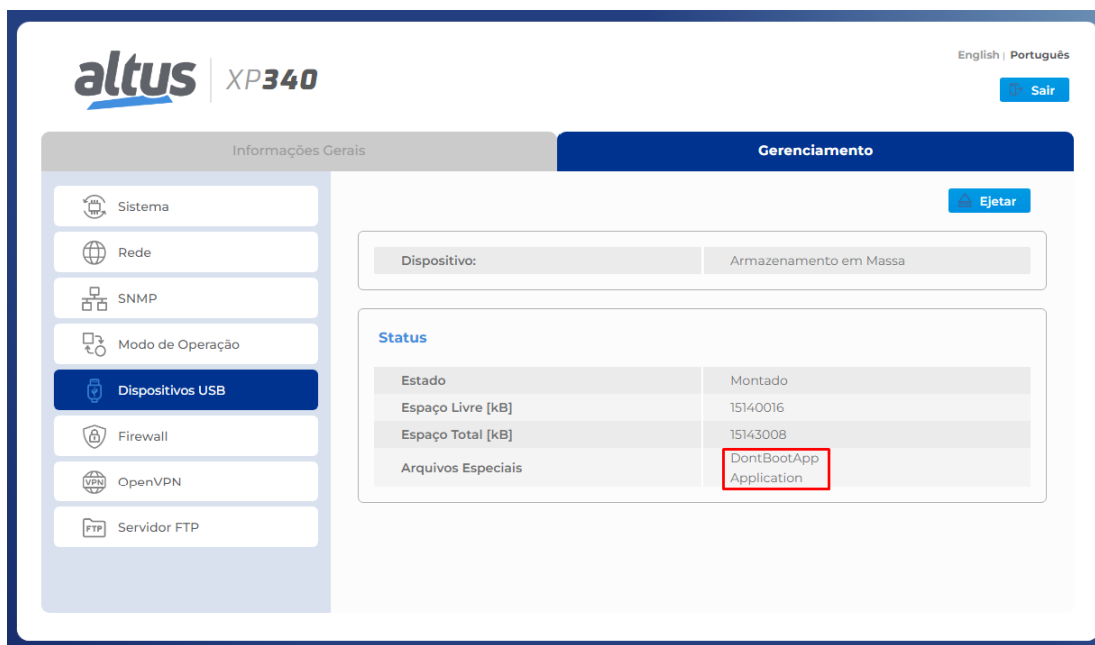 altus XP340
English | Português
Sair
Informações Gerais
Gerenciamento
Sistema
Rede
SNMP
Modo de Operação
Dispositivos USB
Firewall
VPN OpenVPN
FTP Servidor FTP
Ejetar
Dispositivo: Armazenamento em Massa
Status
Estado Montado
Espaço Livre [kB] 15140016
Espaço Total [kB] 15143008
Arquivos Especiais DontBootApp
Application